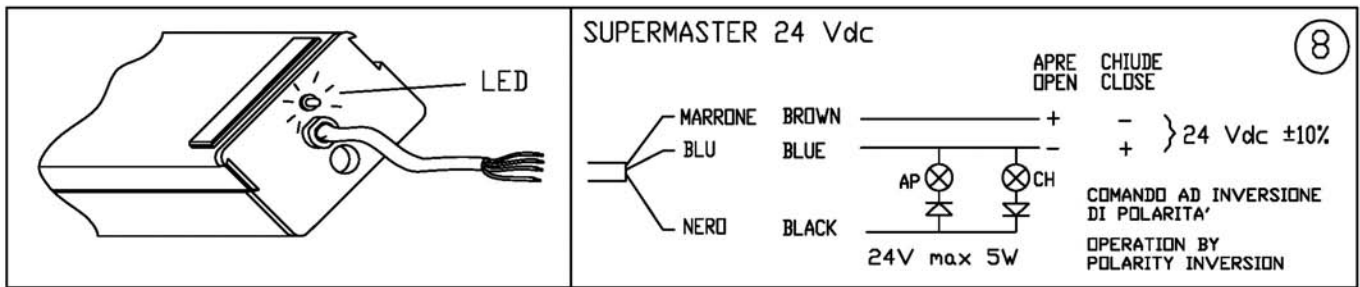 LED
SUPERMASTER 24 Vdc
8
APRE CHIUDE
OPEN CLOSE
MARRONE BROWN + -
BLU BLUE - +
24 Vdc ±10%
AP CH
NERO BLACK
24V max 5W
COMANDO AD INVERSIONE
DI POLARITA'
OPERATION BY
POLARITY INVERSION